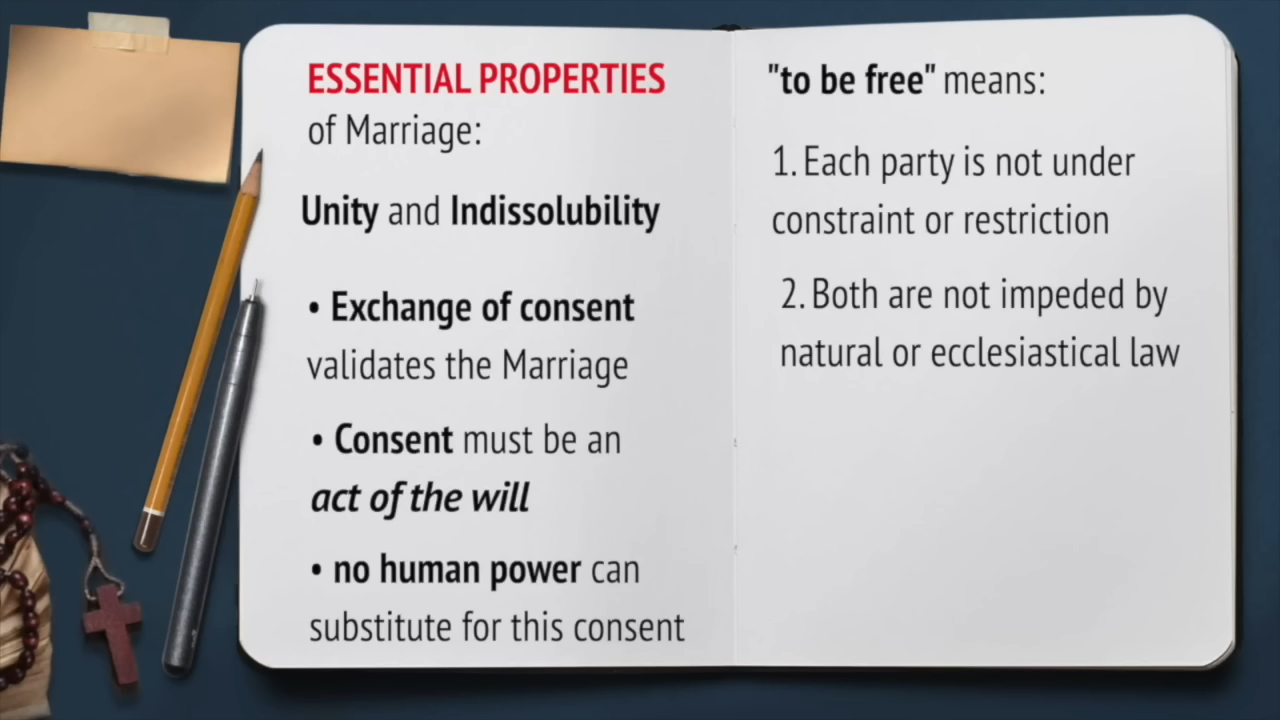 ESSENTIAL PROPERTIES
of Marriage:
Unity and Indissolubility
• Exchange of consent
validates the Marriage
• Consent must be an
act of the will
• no human power can
substitute for this consent
"to be free" means:
1. Each party is not under
constraint or restriction
2. Both are not impeded by
natural or ecclesiastical law